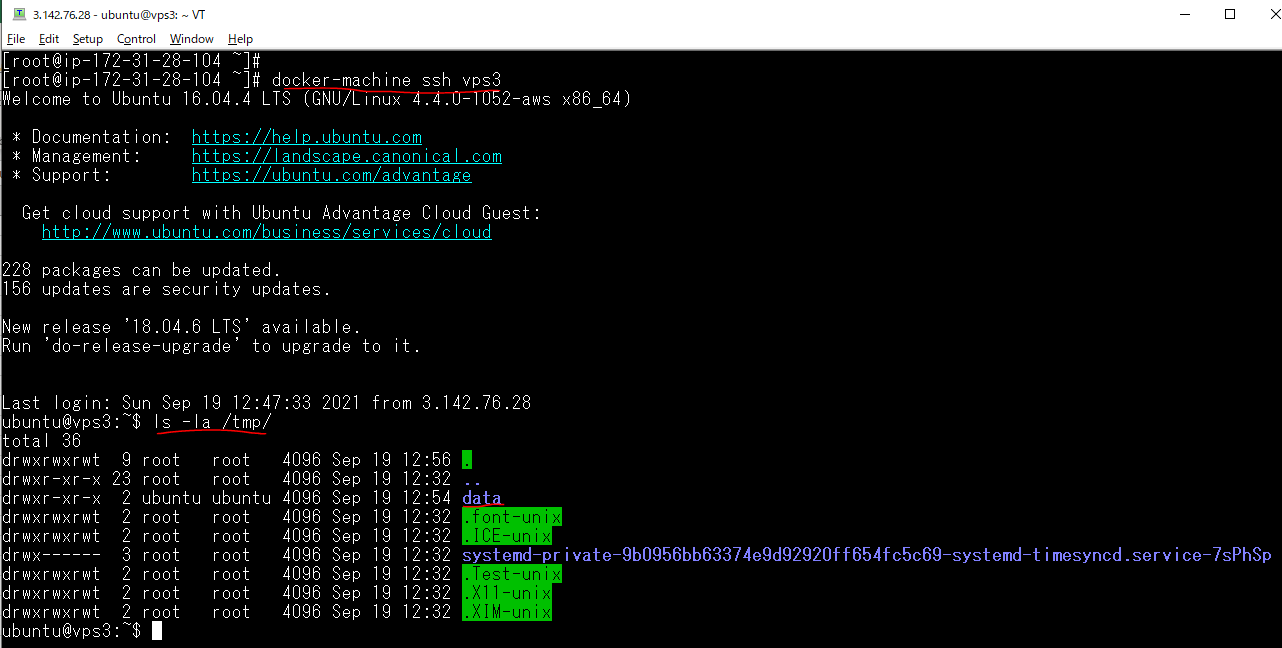 3.142.76.28 - ubuntu@vps3: ~ VT
File Edit Setup Control Window Help
[root@ip-172-31-28-104 ~]#
[root@ip-172-31-28-104 ~]# docker-machine ssh vps3
Welcome to Ubuntu 16.04.4 LTS (GNU/Linux 4.4.0-1052-aws x86_64)
* Documentation:  https://help.ubuntu.com
* Management:     https://landscape.canonical.com
* Support:        https://ubuntu.com/advantage
Get cloud support with Ubuntu Advantage Cloud Guest:
http://www.ubuntu.com/business/services/cloud
228 packages can be updated.
156 updates are security updates.
New release '18.04.6 LTS' available.
Run 'do-release-upgrade' to upgrade to it.
Last login: Sun Sep 19 12:47:33 2021 from 3.142.76.28
ubuntu@vps3:~$ ls -la /tmp/
total 36
drwxrwxrwt  9 root   root   4096 Sep 19 12:56 .
drwxr-xr-x 23 root   root   4096 Sep 19 12:32 ..
drwxr-xr-x  2 ubuntu ubuntu 4096 Sep 19 12:54 data
drwxrwxrwt  2 root   root   4096 Sep 19 12:32 .font-unix
drwxrwxrwt  2 root   root   4096 Sep 19 12:32 .ICE-unix
drwx------  3 root   root   4096 Sep 19 12:32 systemd-private-9b0956bb63374e9d92920ff654fc5c69-systemd-timesyncd.service-7sPhSp
drwxrwxrwt  2 root   root   4096 Sep 19 12:32 .Test-unix
drwxrwxrwt  2 root   root   4096 Sep 19 12:32 .X11-unix
drwxrwxrwt  2 root   root   4096 Sep 19 12:32 .XIM-unix
ubuntu@vps3:~$